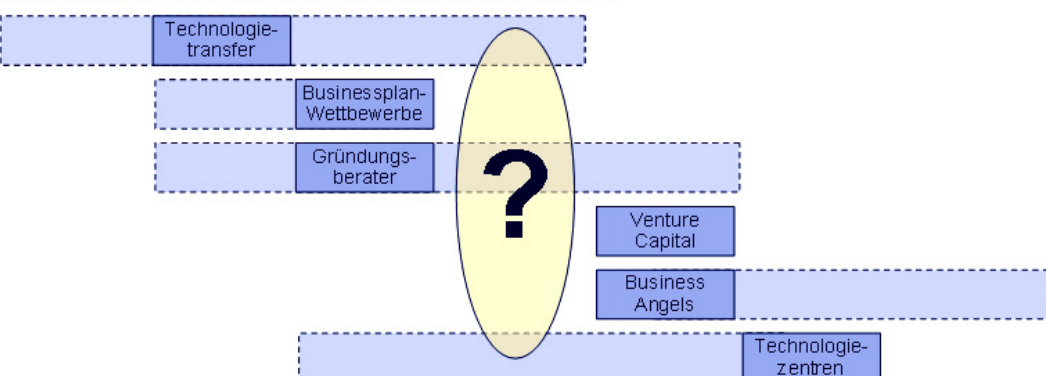 Technologie-
transfer
Businessplan-
Wettbewerbe
Gründungs-
berater
?
Venture
Capital
Business
Angels
Technologie-
zentren